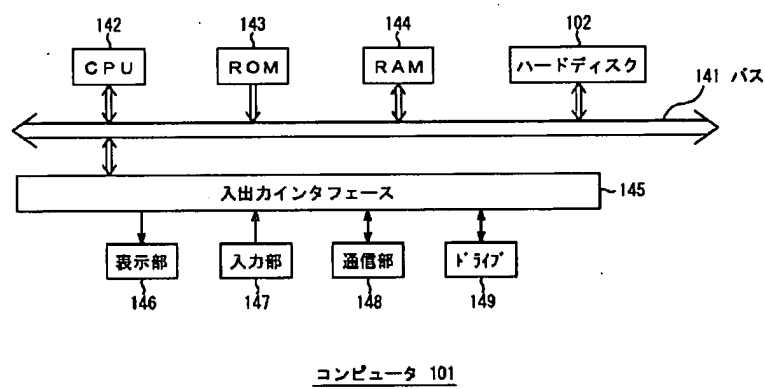 142 143 144 102
CPU ROM RAM ハードディスク
141 バス
入出力インタフェース 145
表示部 入力部 通信部 ドライブ
146 147 148 149
コンピュータ 101